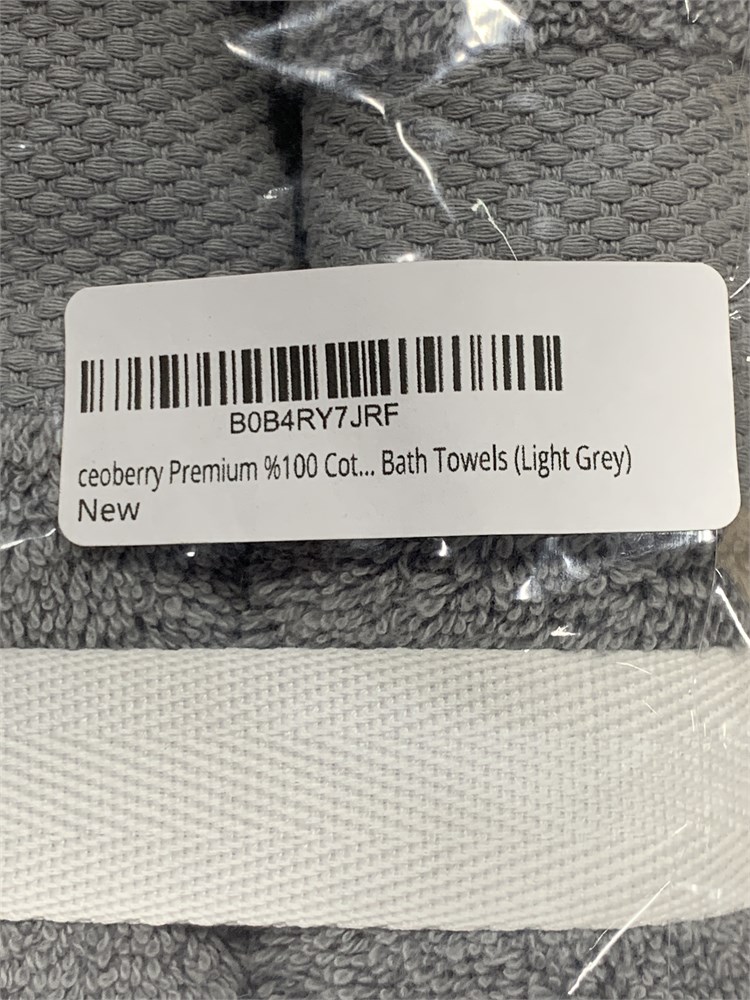 B0B4RY7JRF
ceoberry Premium %100 Cot... Bath Towels (Light Grey)
New